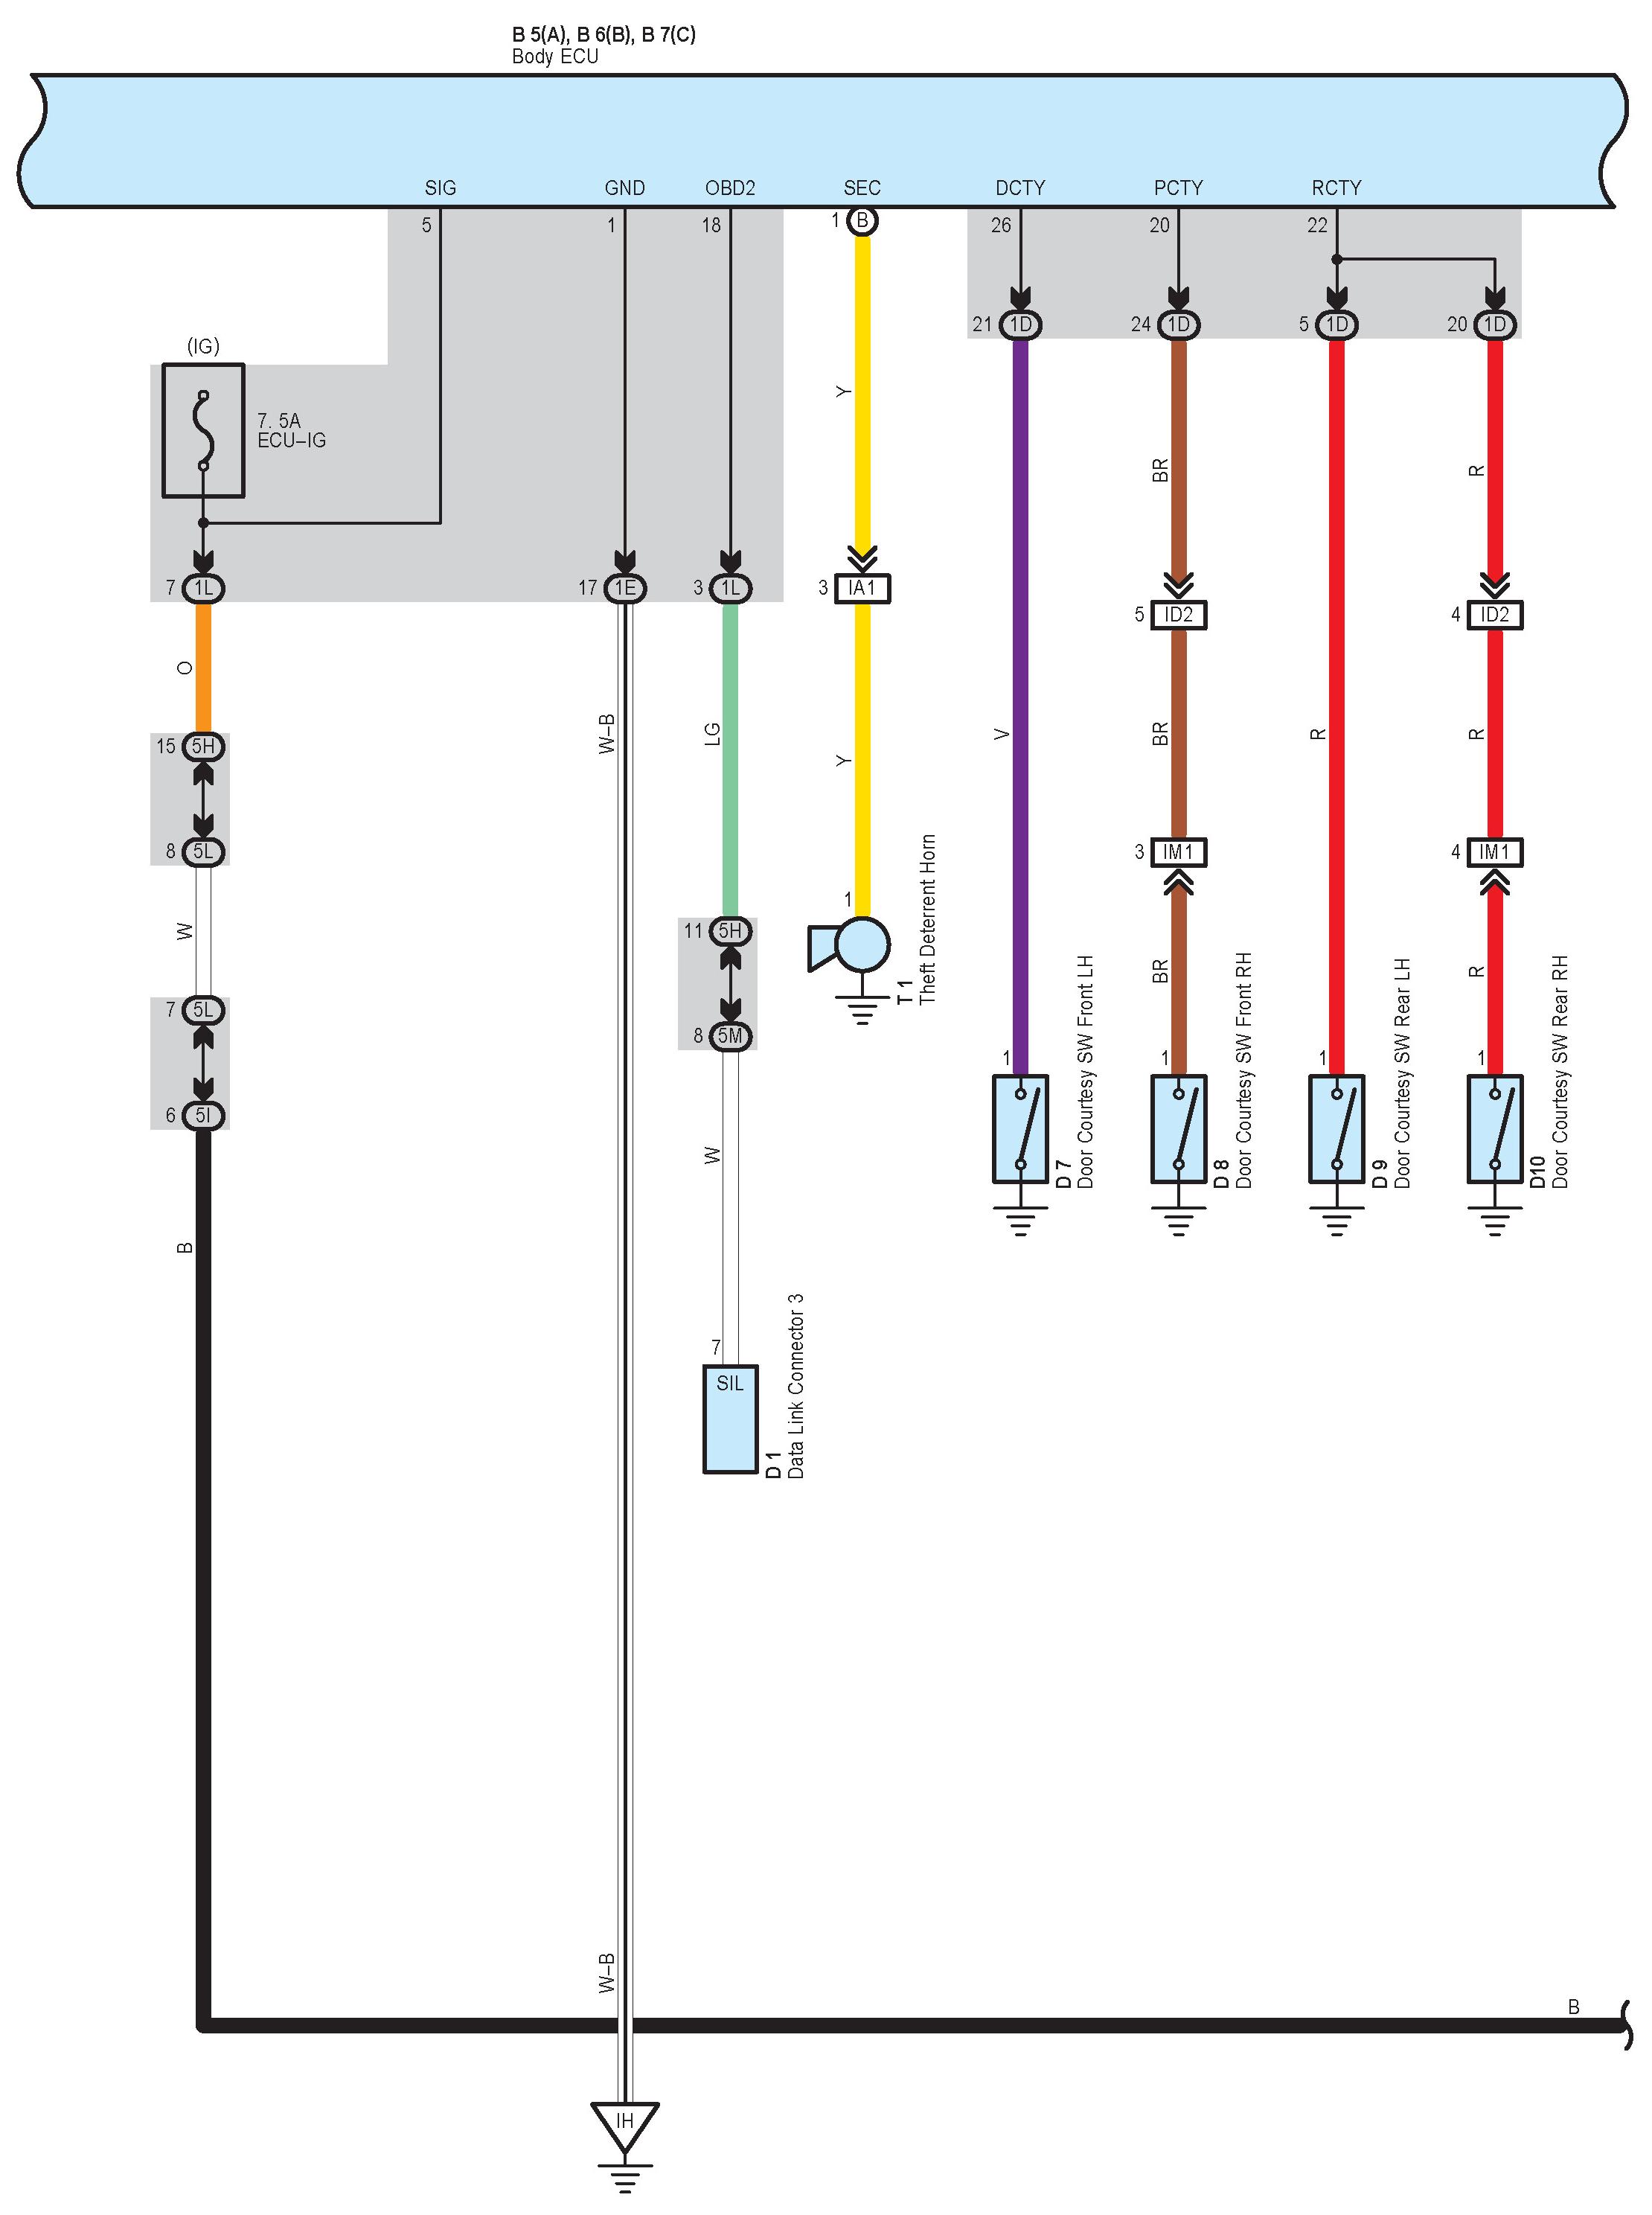 B 5(A), B 6(B), B 7(C)
Body ECU
SIG GND OBD2 SEC DCTY PCTY RCTY
5 1 18 1 B 26 20 22
21 1D 24 1D 5 1D 20 1D
(IG)
7. 5A
ECU–IG
Y
BR
R
7 1L 17 1E 3 1L 3 IA1
5 ID2 4 ID2
O
W–B
LG
Y
V
BR
R
R
15 5H
8 5L
3 IM1 4 IM1
W
11 5H
1
T 1
Theft Deterrent Horn
BR
R
7 5L
8 5M
6 5I
1 1 1 1
D 7
Door Courtesy SW Front LH
D 8
Door Courtesy SW Front RH
D 9
Door Courtesy SW Rear LH
D10
Door Courtesy SW Rear RH
W
B
7
SIL
D 1
Data Link Connector 3
W–B
B
IH